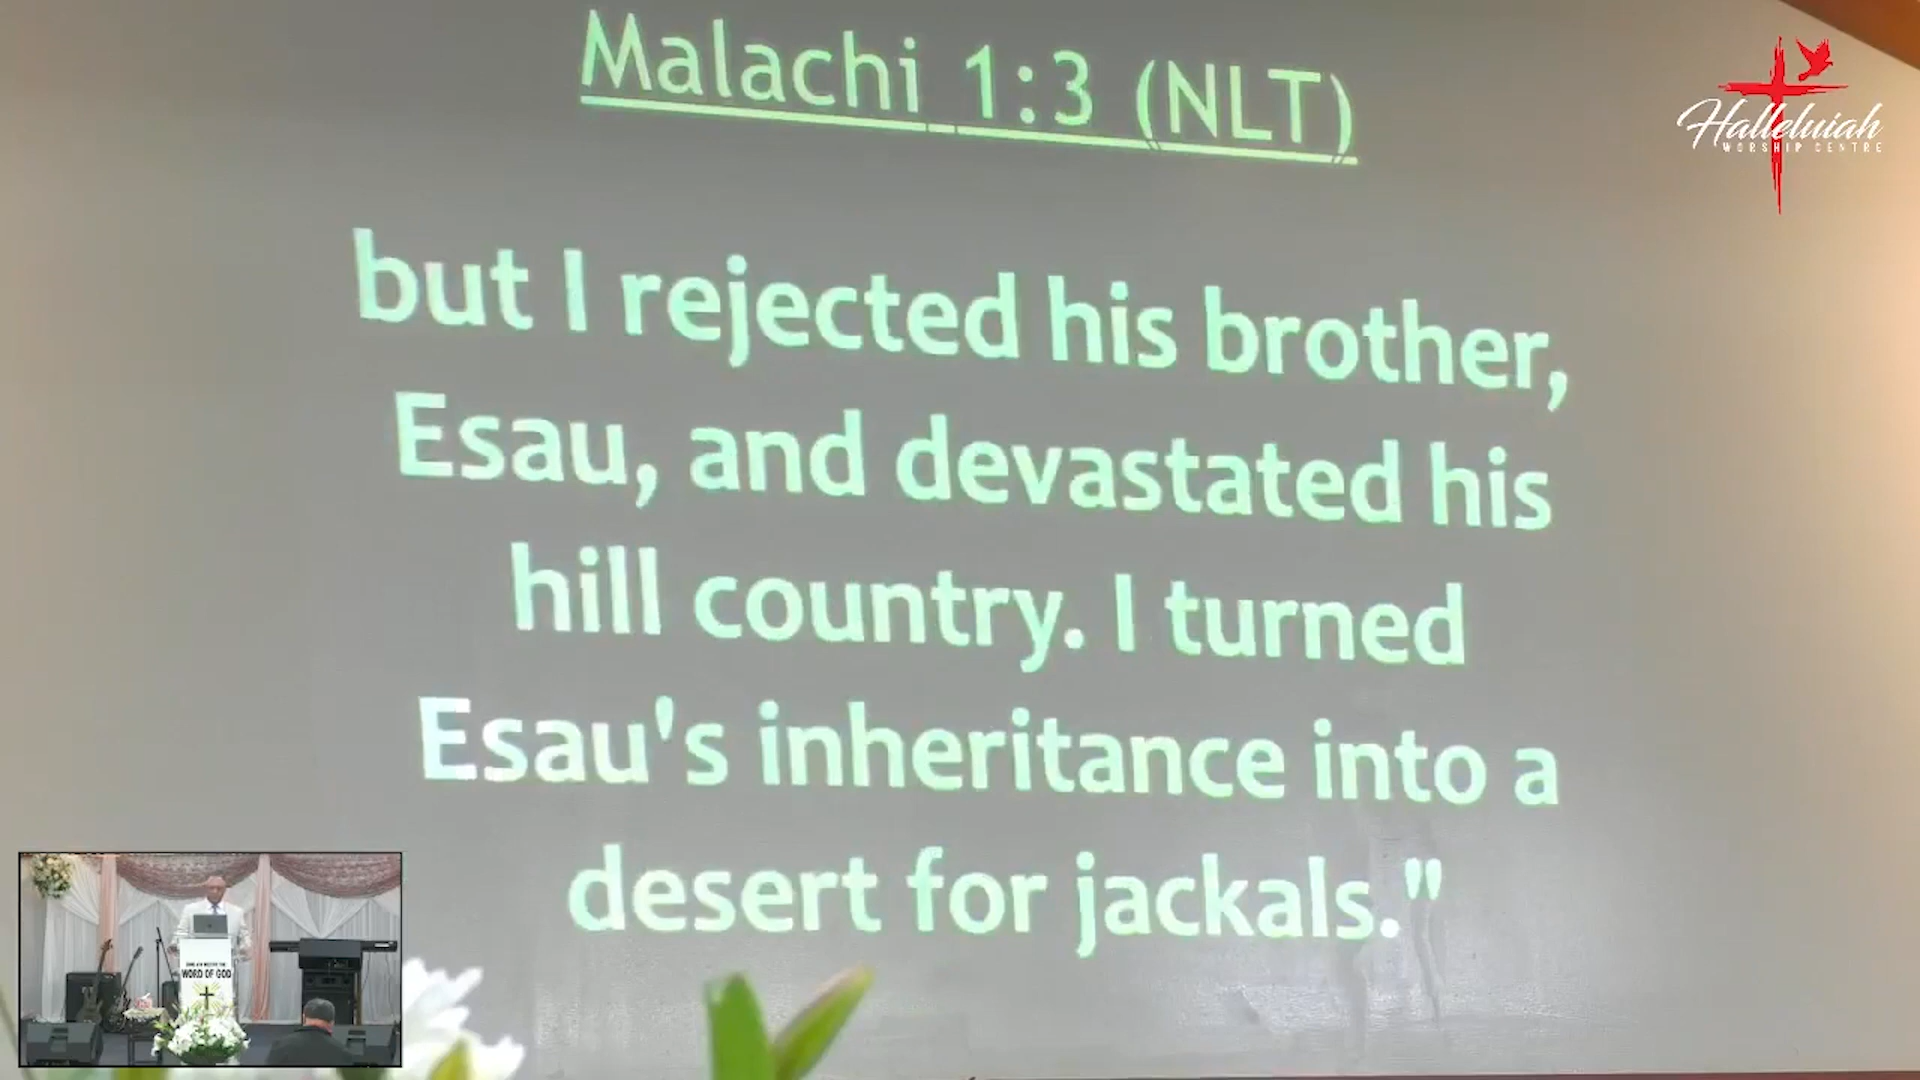 Malachi 1:3 (NLT)
but I rejected his brother,
Esau, and devastated his
hill country. I turned
Esau's inheritance into a
desert for jackals."
Halleluiah
WORSHIP CENTRE
WORD OF GOD